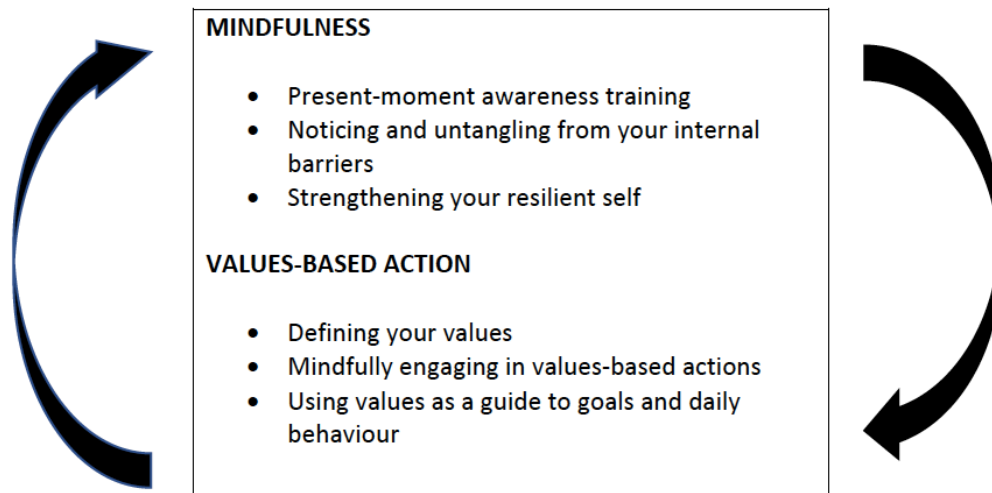 MINDFULNESS
• Present-moment awareness training
• Noticing and untangling from your internal
barriers
• Strengthening your resilient self
VALUES-BASED ACTION
• Defining your values
• Mindfully engaging in values-based actions
• Using values as a guide to goals and daily
behaviour